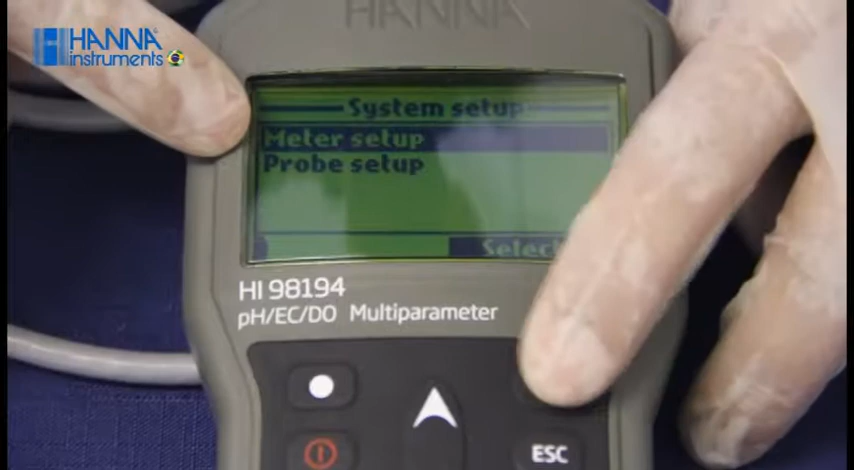 HANNA
HANNA
instruments
System setup
Meter setup
Probe setup
Select
HI 98194
pH/EC/DO Multiparameter
ESC